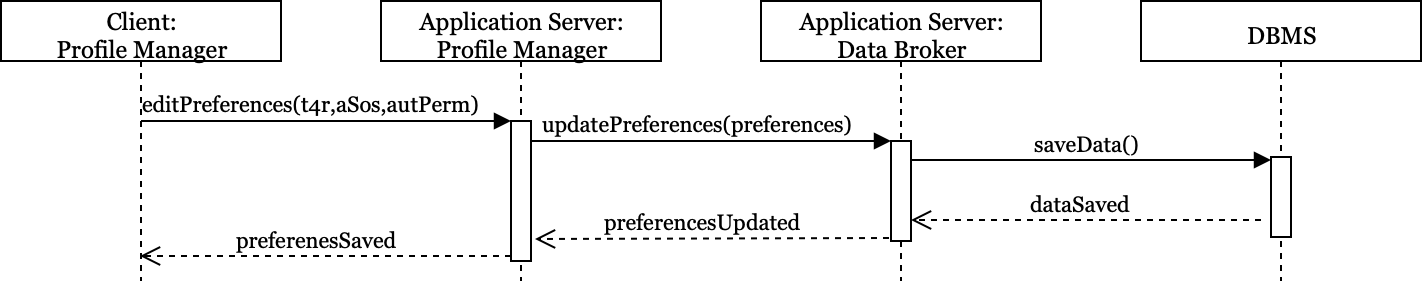 Client:
Profile Manager
Application Server:
Profile Manager
Application Server:
Data Broker
DBMS
editPreferences(t4r,aSos,autPerm)
updatePreferences(preferences)
saveData()
dataSaved
preferencesUpdated
preferenesSaved